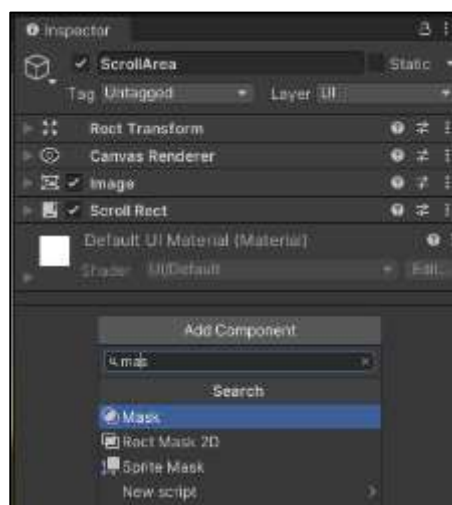 Inspector
ScrollArea Static
Tag Untagged Layer UI
Rect Transform
Canvas Renderer
Image
Scroll Rect
Default UI Material (Material)
Shader UI/Default Edit...
Add Component
mas
Search
Mask
Rect Mask 2D
Sprite Mask
New script